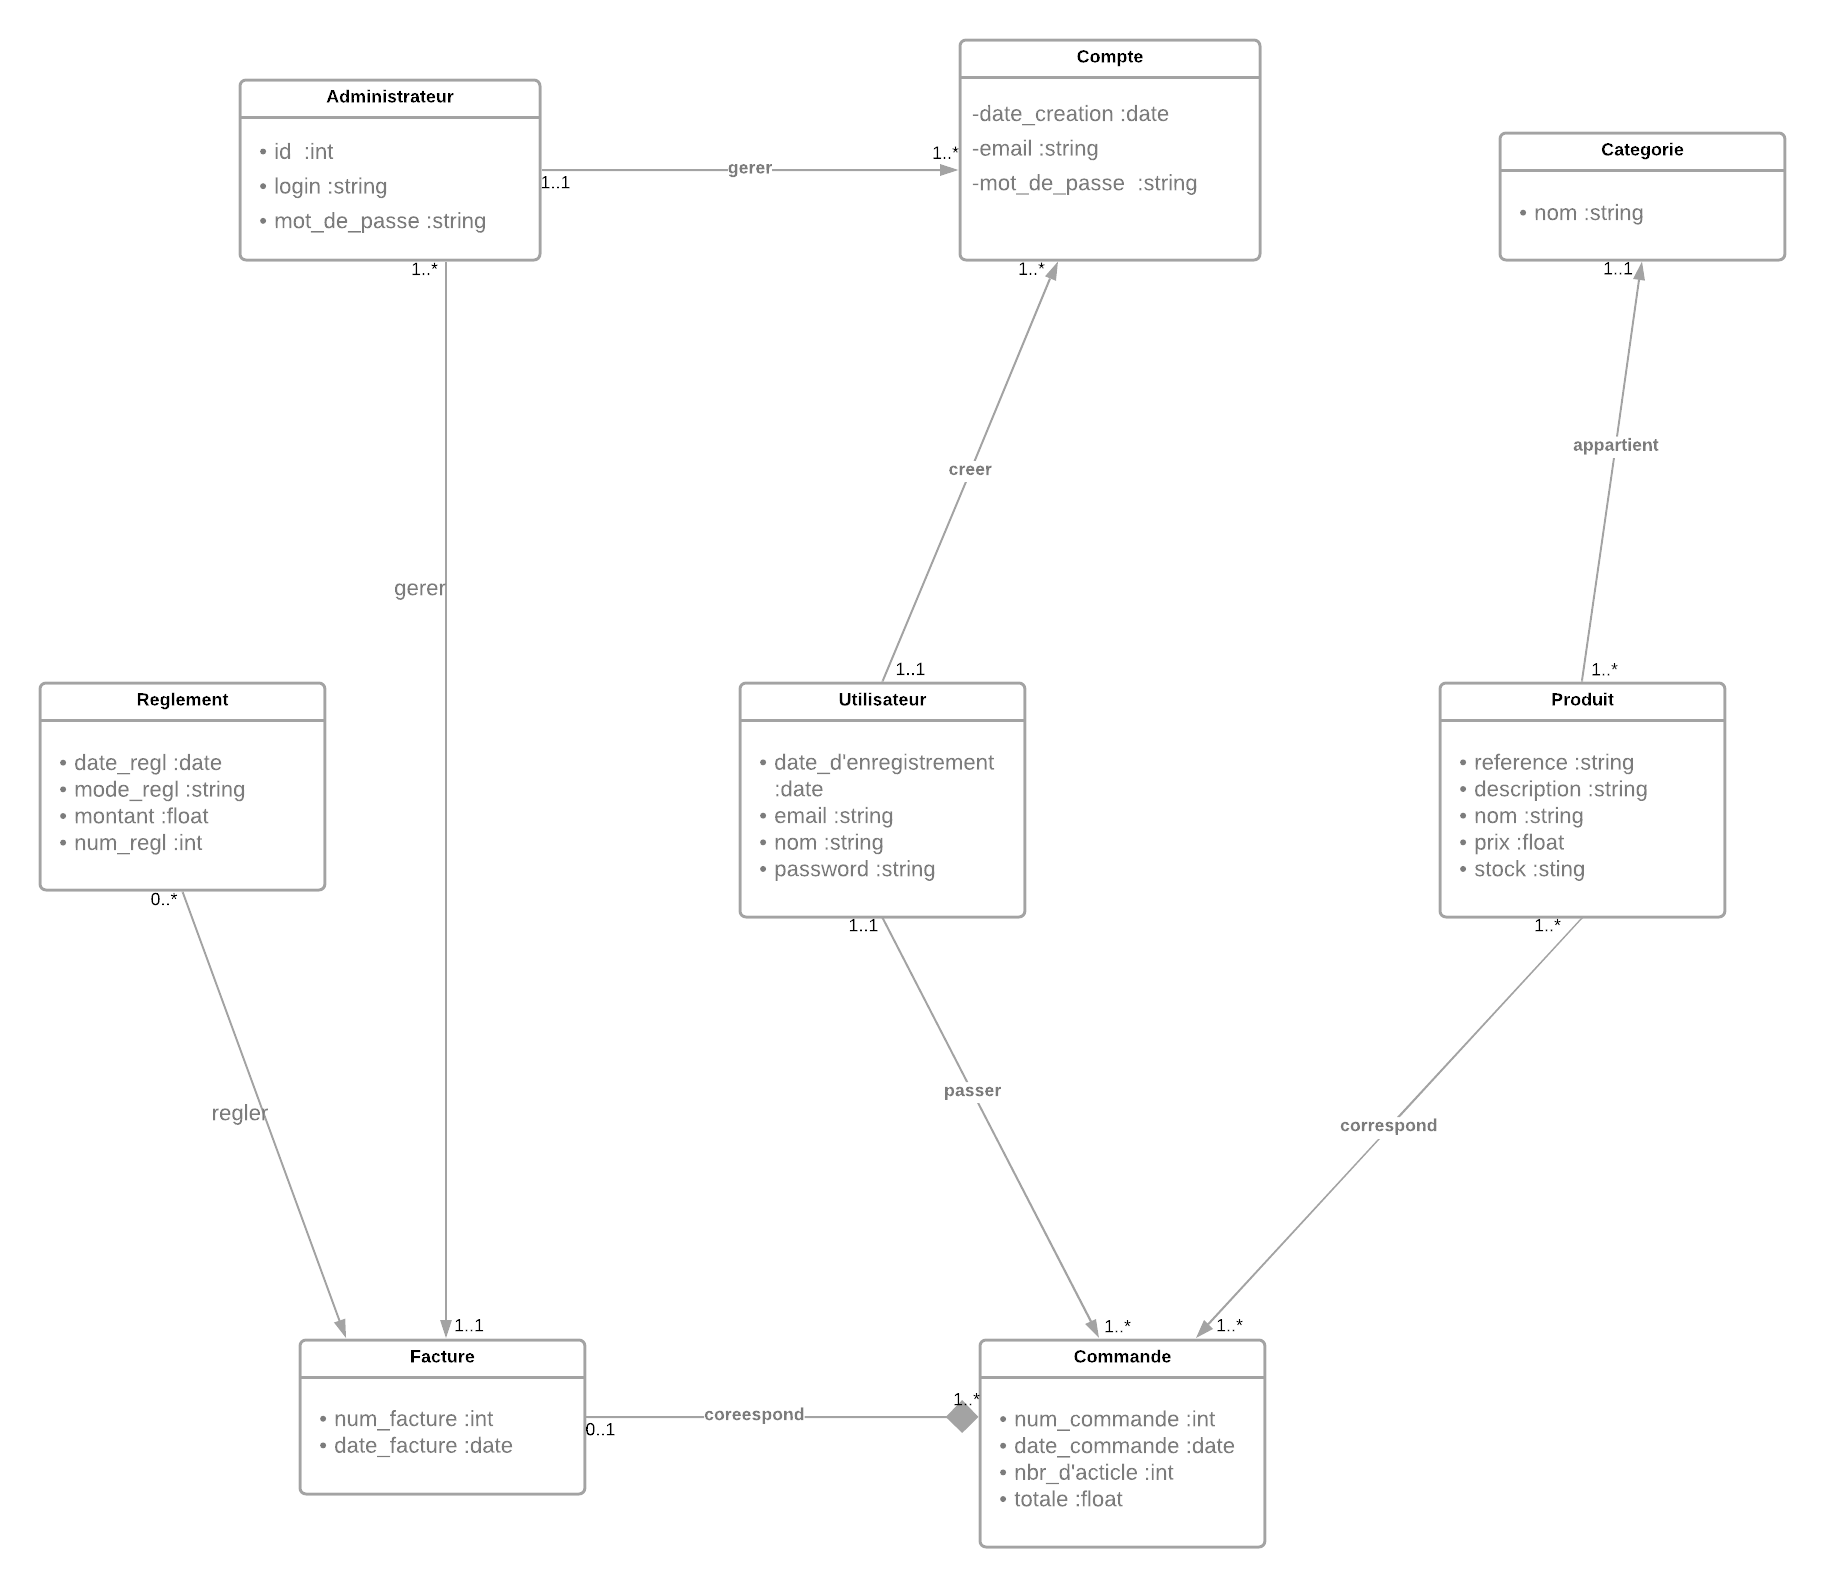 Compte
-date_creation :date
-email :string
-mot_de_passe  :string
Administrateur
• id  :int
• login :string
• mot_de_passe :string
Categorie
• nom :string
1..*
gerer
1..1
1..*
1..*
1..1
appartient
creer
gerer
1..1
1..*
Reglement
• date_regl :date
• mode_regl :string
• montant :float
• num_regl :int
Utilisateur
• date_d'enregistrement
:date
• email :string
• nom :string
• password :string
Produit
• reference :string
• description :string
• nom :string
• prix :float
• stock :sting
0..*
1..1
1..*
passer
regler
correspond
1..1
1..*
1..*
Facture
• num_facture :int
• date_facture :date
coreespond
0..1
1..*
Commande
• num_commande :int
• date_commande :date
• nbr_d'acticle :int
• totale :float